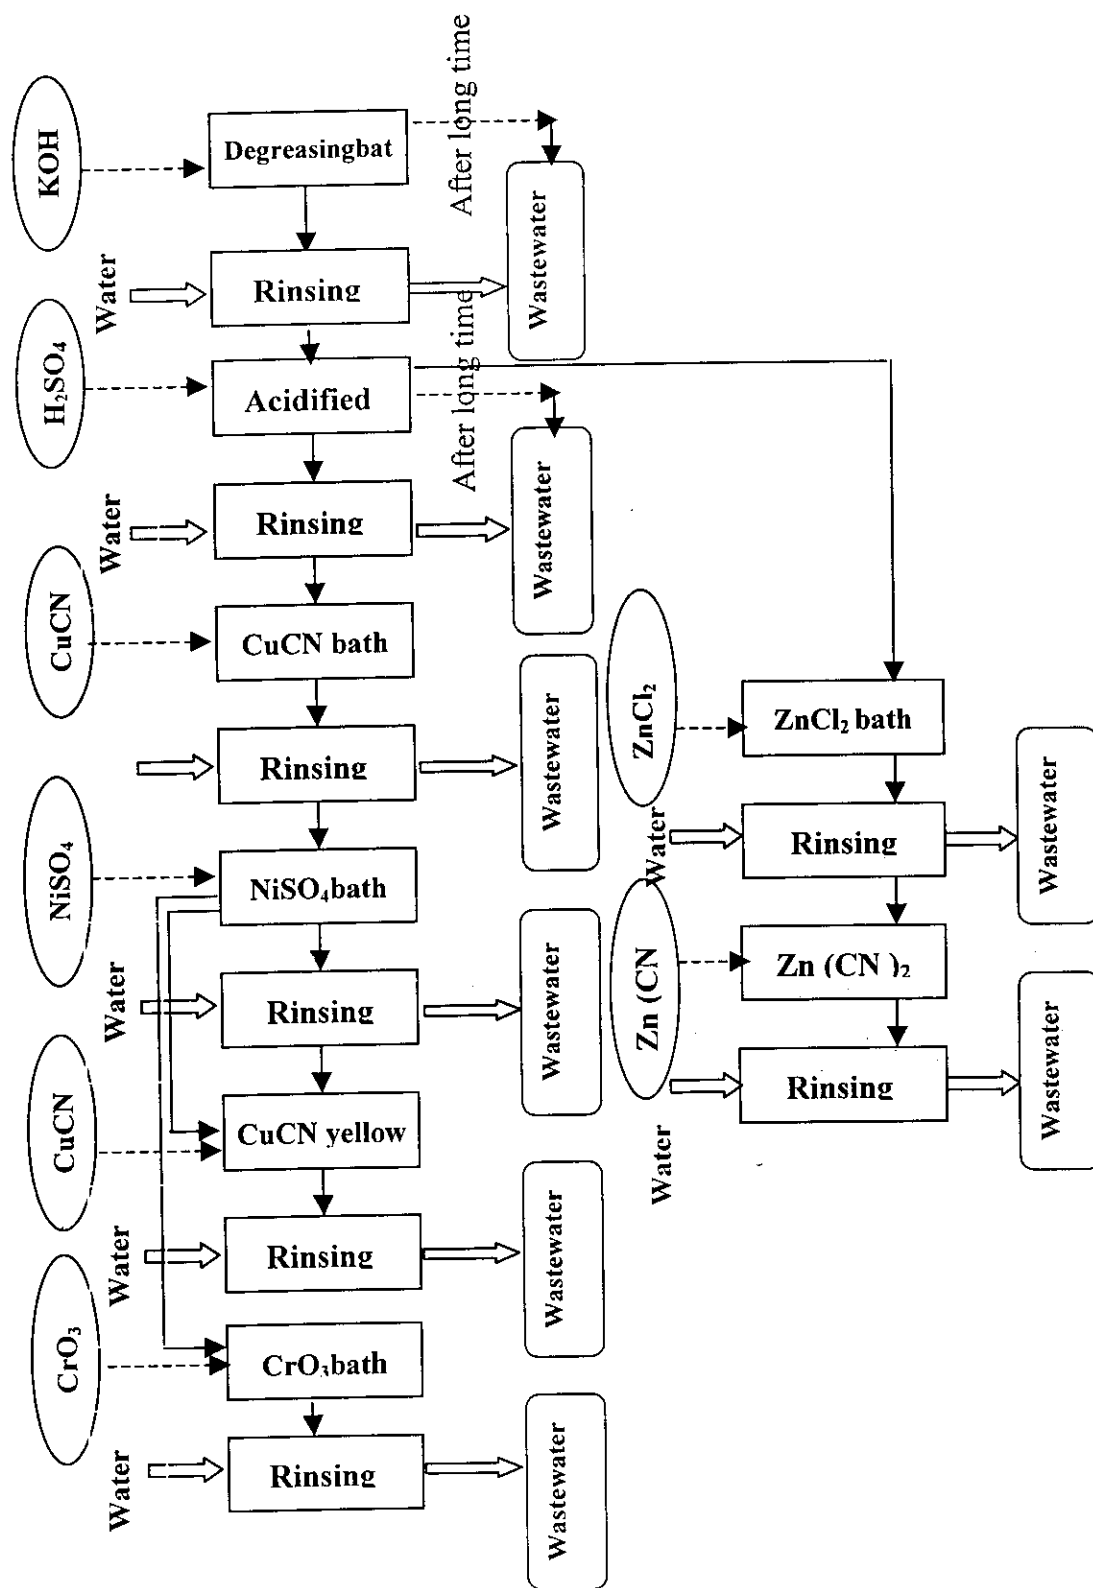 KOH
Degreasingbat
After long time
Water
Rinsing
Wastewater
H₂SO₄
Acidified
After long time
Water
Rinsing
Wastewater
CuCN
CuCN bath
Rinsing
Wastewater
NiSO₄
NiSO₄bath
Water
Rinsing
Wastewater
CuCN
CuCN yellow
Water
Rinsing
Wastewater
CrO₃
CrO₃bath
Water
Rinsing
Wastewater
ZnCl₂
ZnCl₂ bath
Water
Rinsing
Wastewater
Zn (CN
Zn (CN )₂
Water
Rinsing
Wastewater